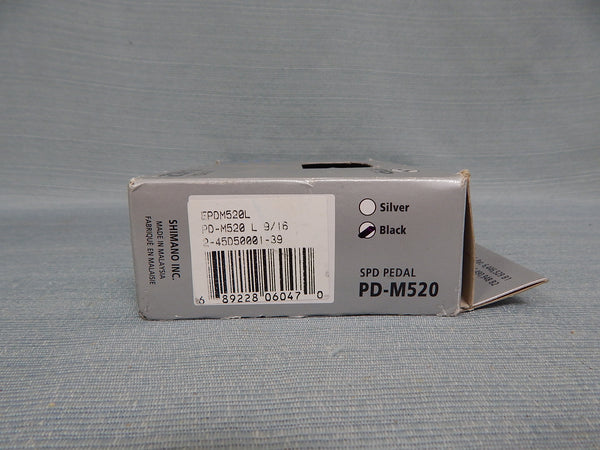 SHIMANO INC.
MADE IN MALAYSIA
FABRIQUE EN MALAISIE
EPDM520L
PD-M520 L 9/16
2-45D50001-39
6 89228 06047 0
Silver
Black
SPD PEDAL
PD-M520